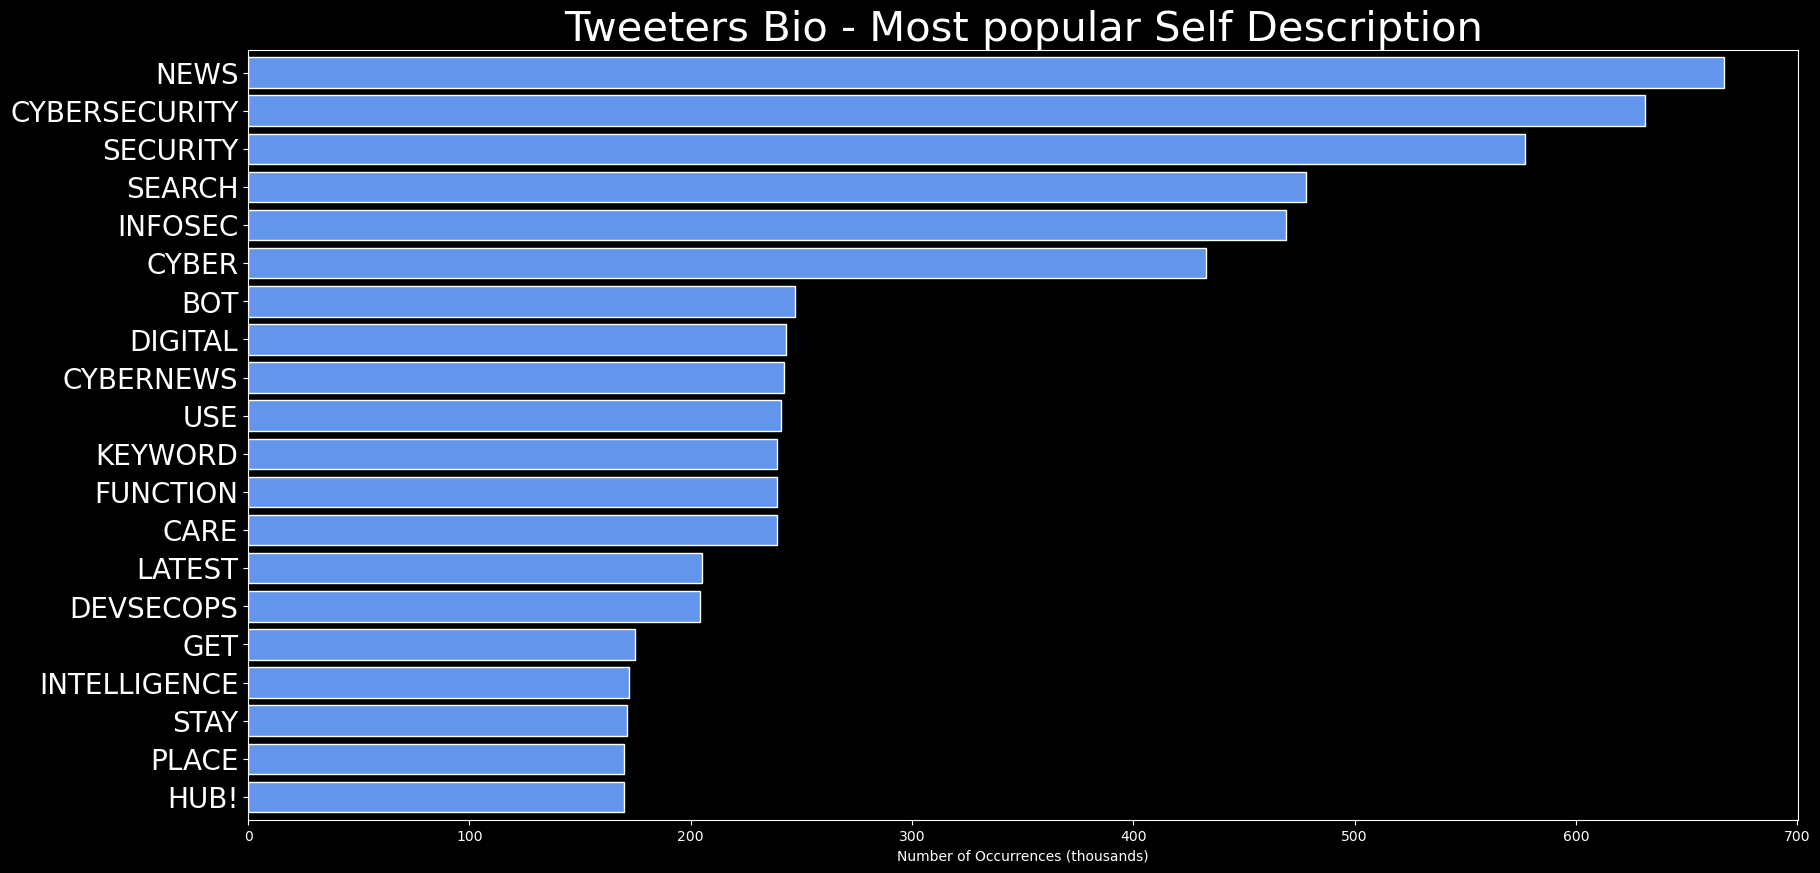 Tweeters Bio - Most popular Self Description
NEWS
CYBERSECURITY
SECURITY
SEARCH
INFOSEC
CYBER
BOT
DIGITAL
CYBERNEWS
USE
KEYWORD
FUNCTION
CARE
LATEST
DEVSECOPS
GET
INTELLIGENCE
STAY
PLACE
HUB!
0 100 200 300 400 500 600 700
Number of Occurrences (thousands)